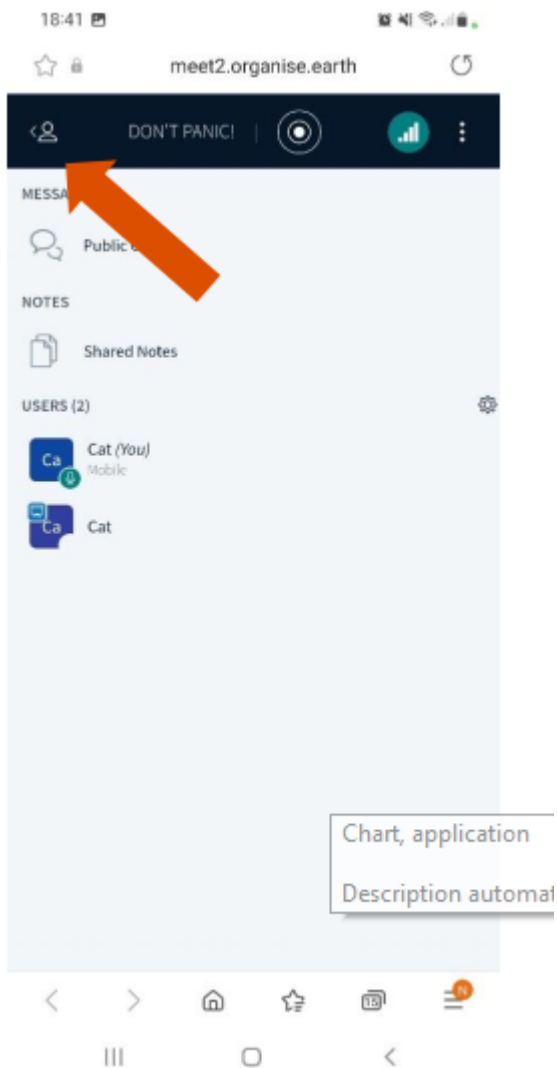 18:41
meet2.organise.earth
DON'T PANIC!
MESSA
Public
NOTES
Shared Notes
USERS (2)
Ca
Cat (You)
Mobile
Ca
Cat
Chart, application
Description automat
15
N